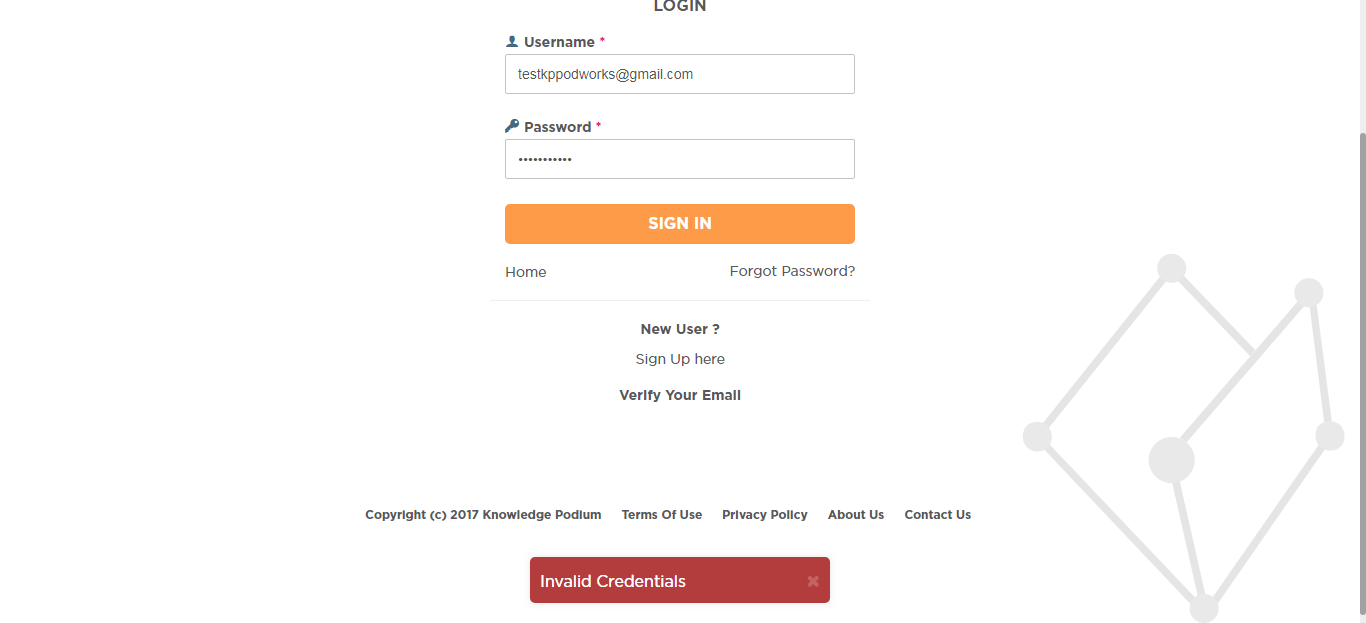 LOGIN
Username *
testkppodworks@gmail.com
Password *
•••••••••••
SIGN IN
Home Forgot Password?
New User ?
Sign Up here
Verify Your Email
Copyright (c) 2017 Knowledge Podium Terms Of Use Privacy Policy About Us Contact Us
Invalid Credentials ×